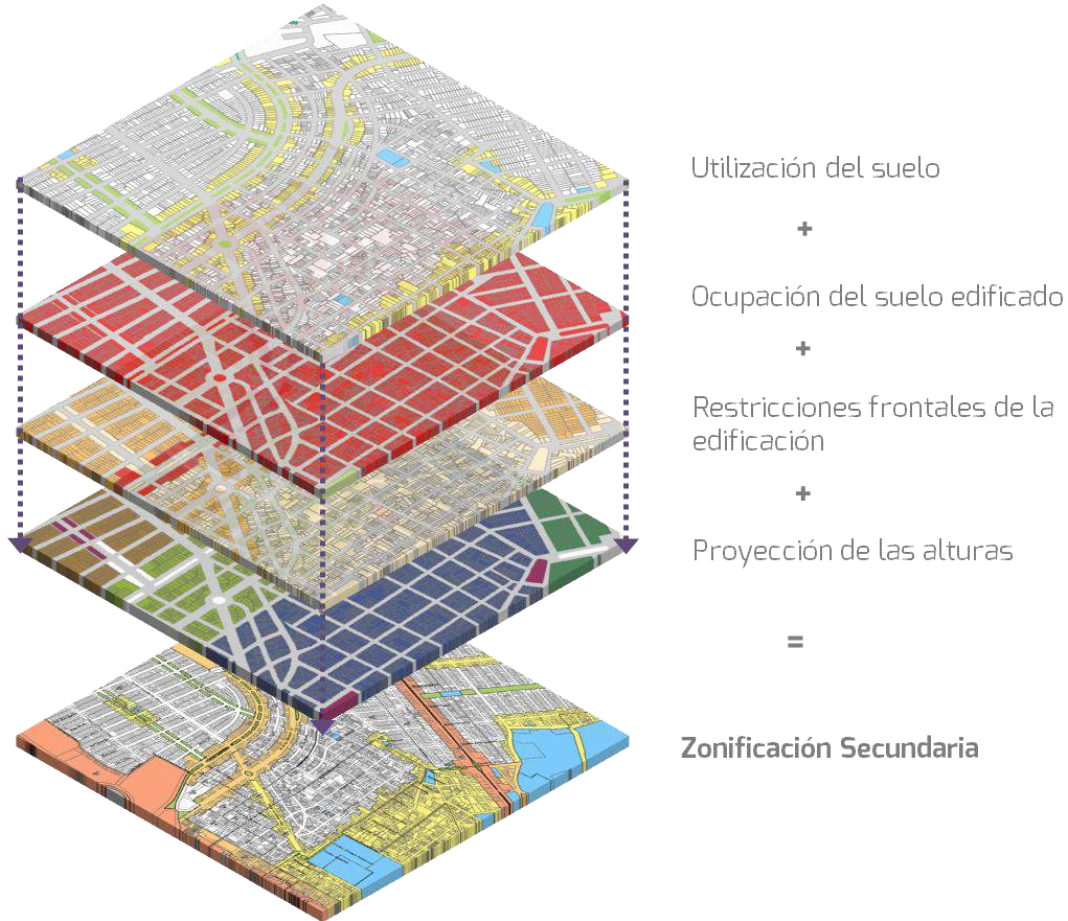 Utilización del suelo
+
Ocupación del suelo edificado
+
Restricciones frontales de la
edificación
+
Proyección de las alturas
=
Zonificación Secundaria